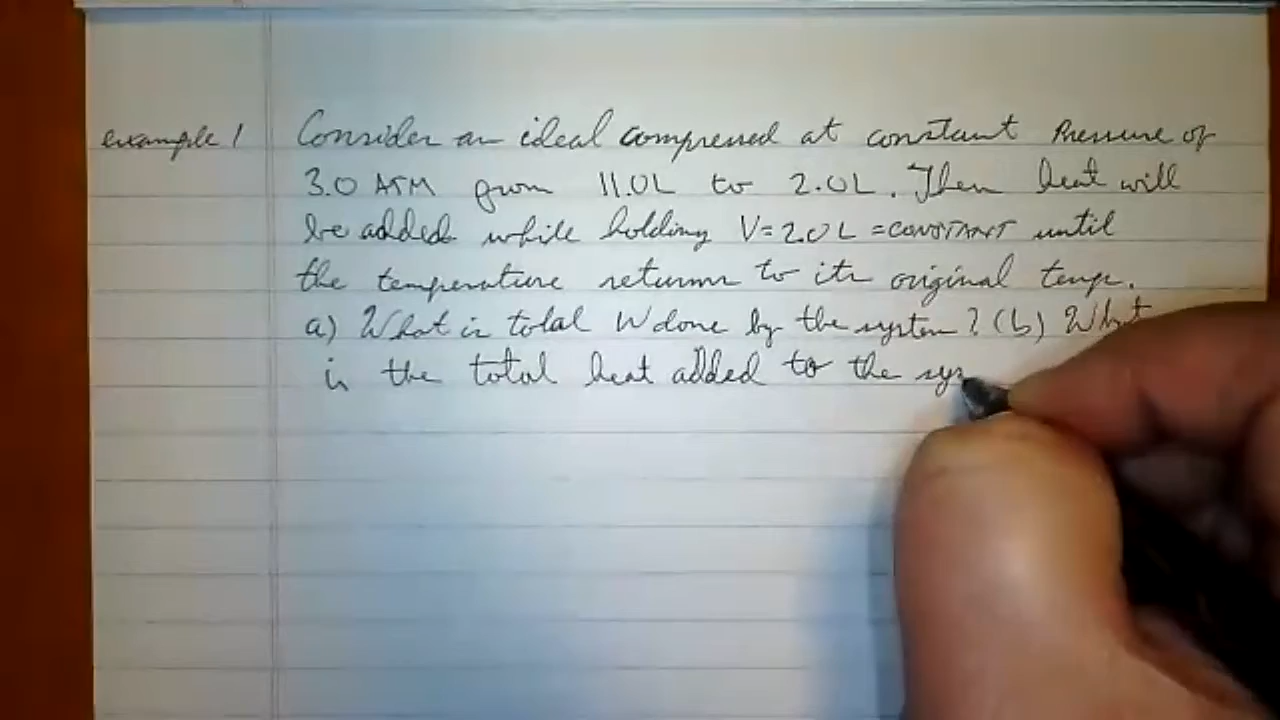 example 1 Consider an ideal compressed at constant Pressure of
3.0 ATM from 11.0L to 2.0L. Then heat will
be added while holding V=2.0L =CONSTANT until
the temperature returns to its original temp.
a) What is total W done by the system? (b) What
is the total heat added to the sys